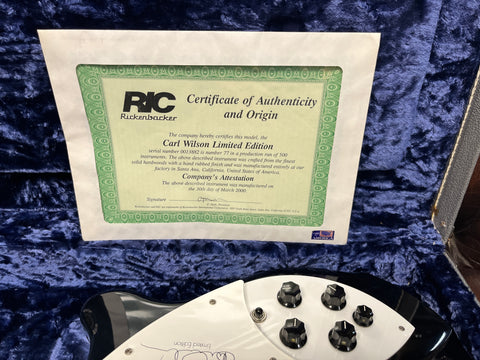 RIC
Rickenbacker
Certificate of Authenticity
and Origin
The company hereby certifies this model, the
Carl Wilson Limited Edition
serial number 0013882 is number 77 in a production run of 500
instruments. The above described instrument was crafted from the finest
solid hardwoods with a hand rubbed finish and was manufactured entirely at our
factory in Santa Ana, California, United States of America.
Company's Attestation
The above described instrument was manufactured on
the 30th day of March 2000.
Signature
Limited Edition